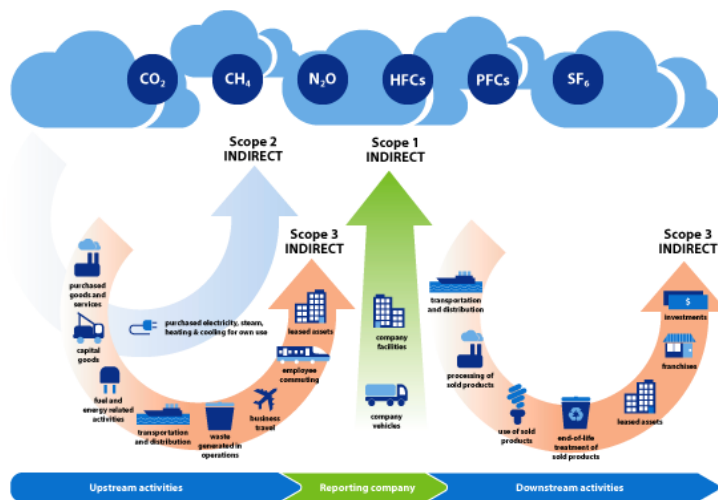 CO₂
CH₄
N₂O
HFCs
PFCs
SF₆
Scope 2
INDIRECT
Scope 1
INDIRECT
Scope 3
INDIRECT
Scope 3
INDIRECT
purchased
goods and
services
capital
goods
fuel and
energy related
activities
transportation
and distribution
waste
generated in
operations
business
travel
employee
commuting
leased assets
purchased electricity, steam,
heating & cooling for own use
company
facilities
company
vehicles
transportation
and distribution
processing of
sold products
use of sold
products
end-of-life
treatment of
sold products
leased assets
franchises
investments
$
Upstream activities
Reporting company
Downstream activities